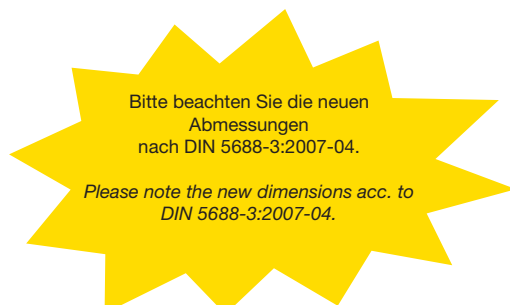 Bitte beachten Sie die neuen
Abmessungen
nach DIN 5688-3:2007-04.
Please note the new dimensions acc. to
DIN 5688-3:2007-04.